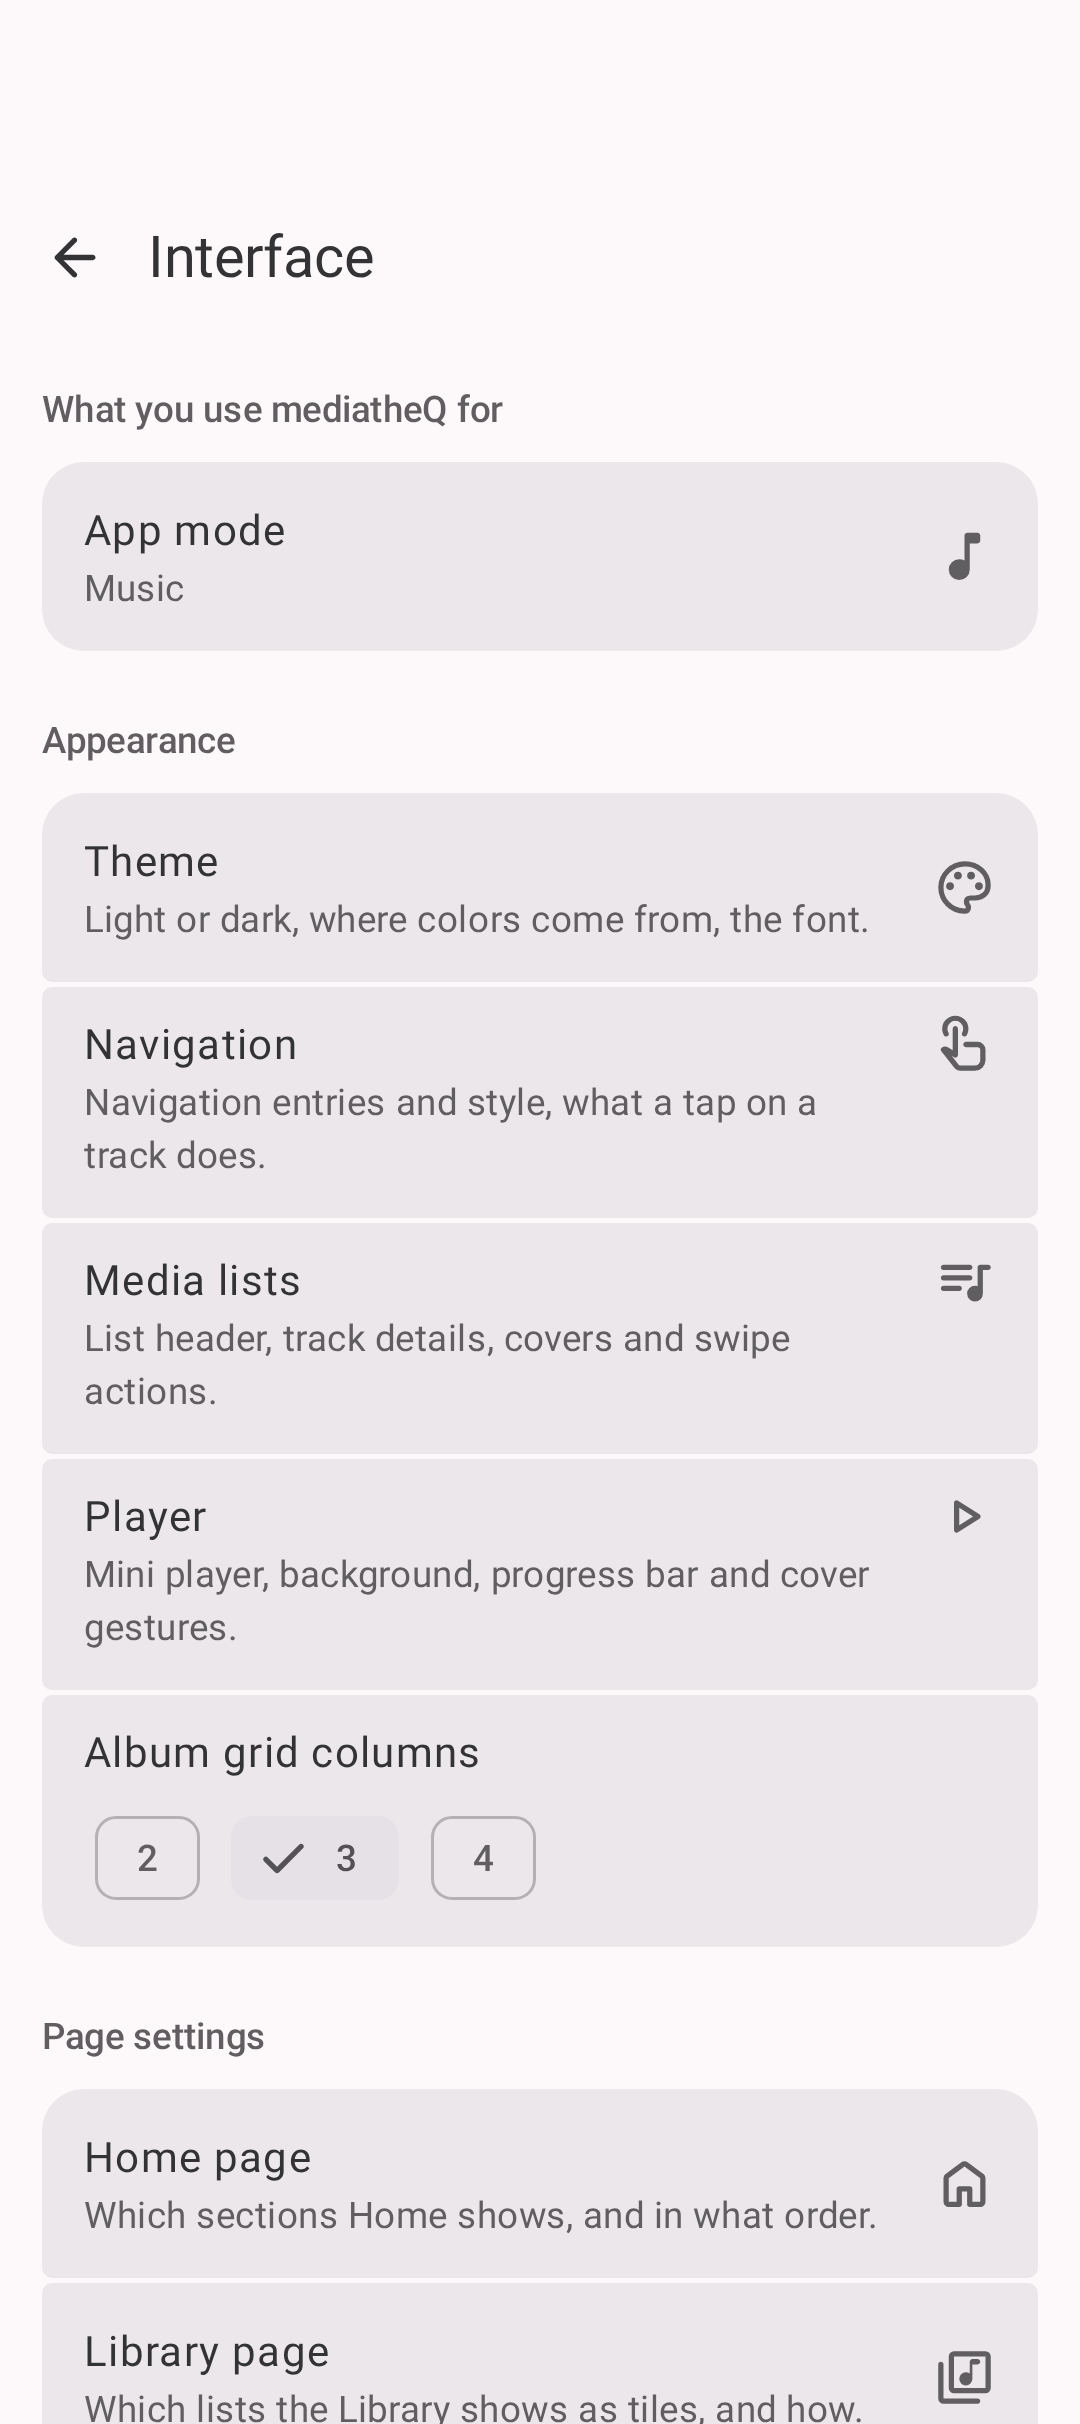 Interface
What you use mediatheQ for
App mode
Music
Appearance
Theme
Light or dark, where colors come from, the font.
Navigation
Navigation entries and style, what a tap on a
track does.
Media lists
List header, track details, covers and swipe
actions.
Player
Mini player, background, progress bar and cover
gestures.
Album grid columns
2 3 4
Page settings
Home page
Which sections Home shows, and in what order.
Library page
Which lists the Library shows as tiles, and how.